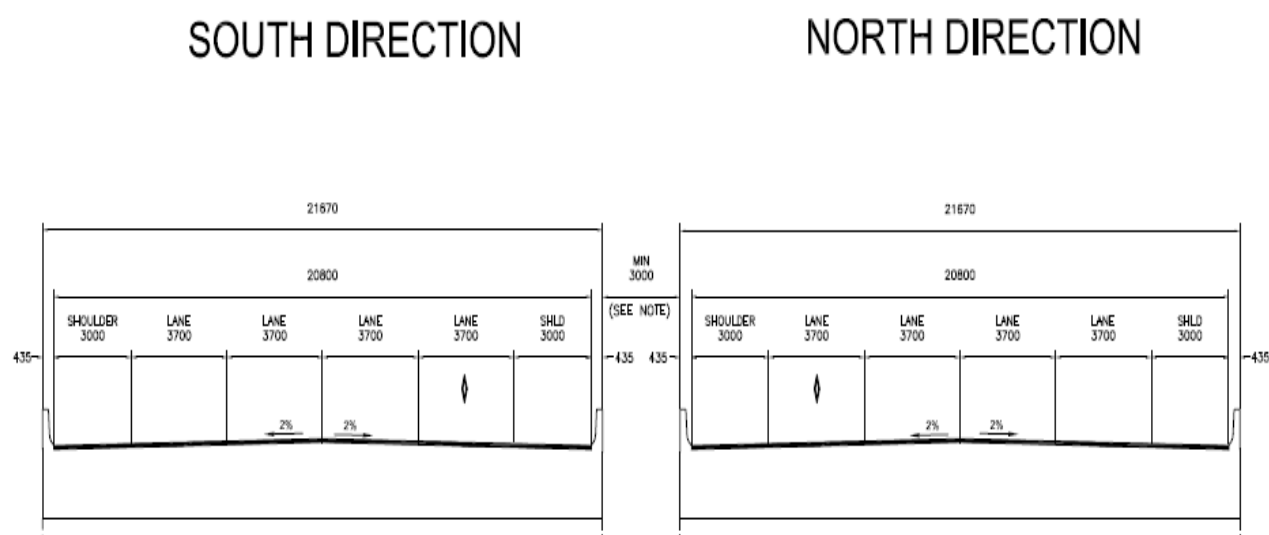 SOUTH DIRECTION
NORTH DIRECTION
21670
21670
MIN
3000
(SEE NOTE)
20800
20800
SHOULDER
3000
LANE
3700
LANE
3700
LANE
3700
LANE
3700
SHLD
3000
SHOULDER
3000
LANE
3700
LANE
3700
LANE
3700
LANE
3700
SHLD
3000
435
435
435
435
2%
2%
2%
2%